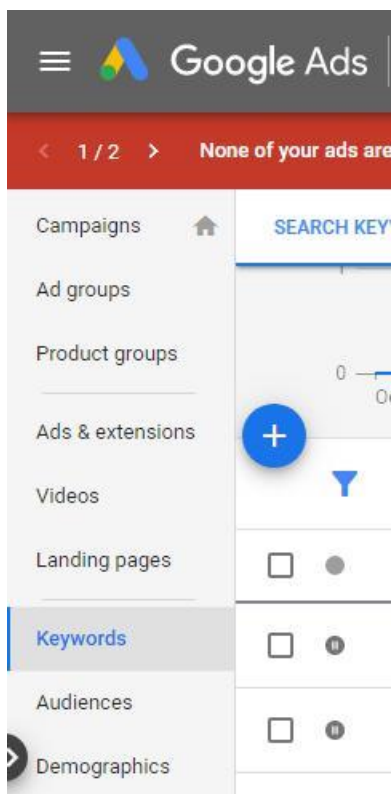 Google Ads
1 / 2
None of your ads are
Campaigns
SEARCH KEY
Ad groups
Product groups
0
Ads & extensions
Videos
Landing pages
Keywords
Audiences
Demographics